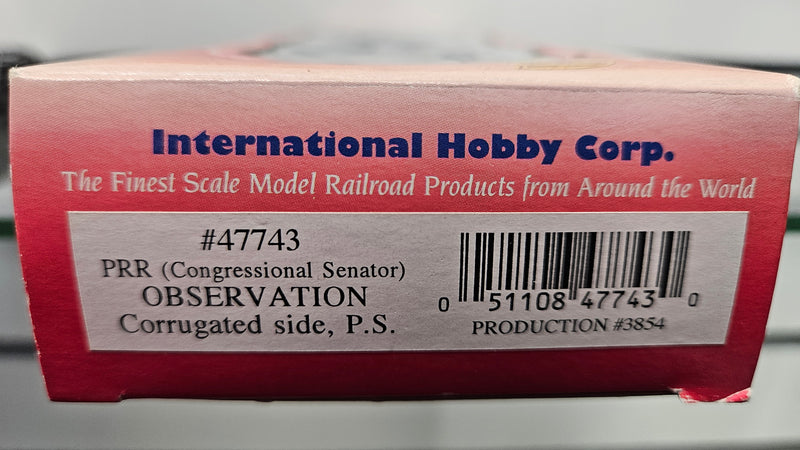 International Hobby Corp.
The Finest Scale Model Railroad Products from Around the World
#47743
PRR (Congressional Senator)
OBSERVATION
Corrugated side, P.S.
0 51108 47743 0
PRODUCTION #3854